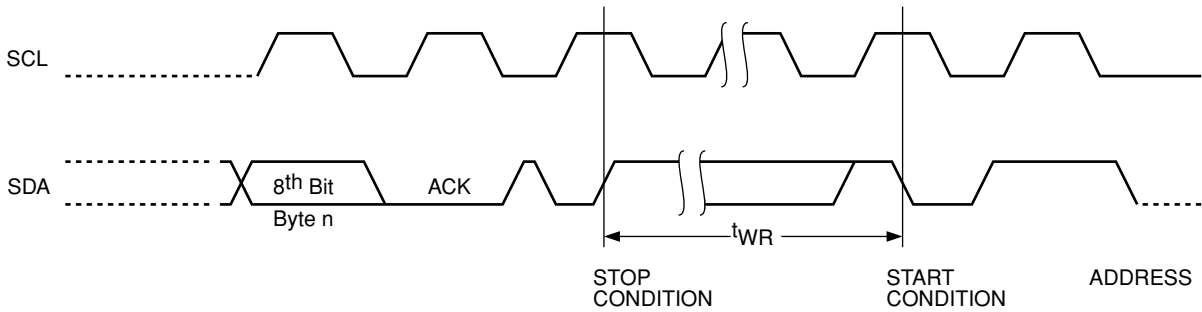 SCL
SDA
8th Bit
Byte n
ACK
tWR
STOP
CONDITION
START
CONDITION
ADDRESS